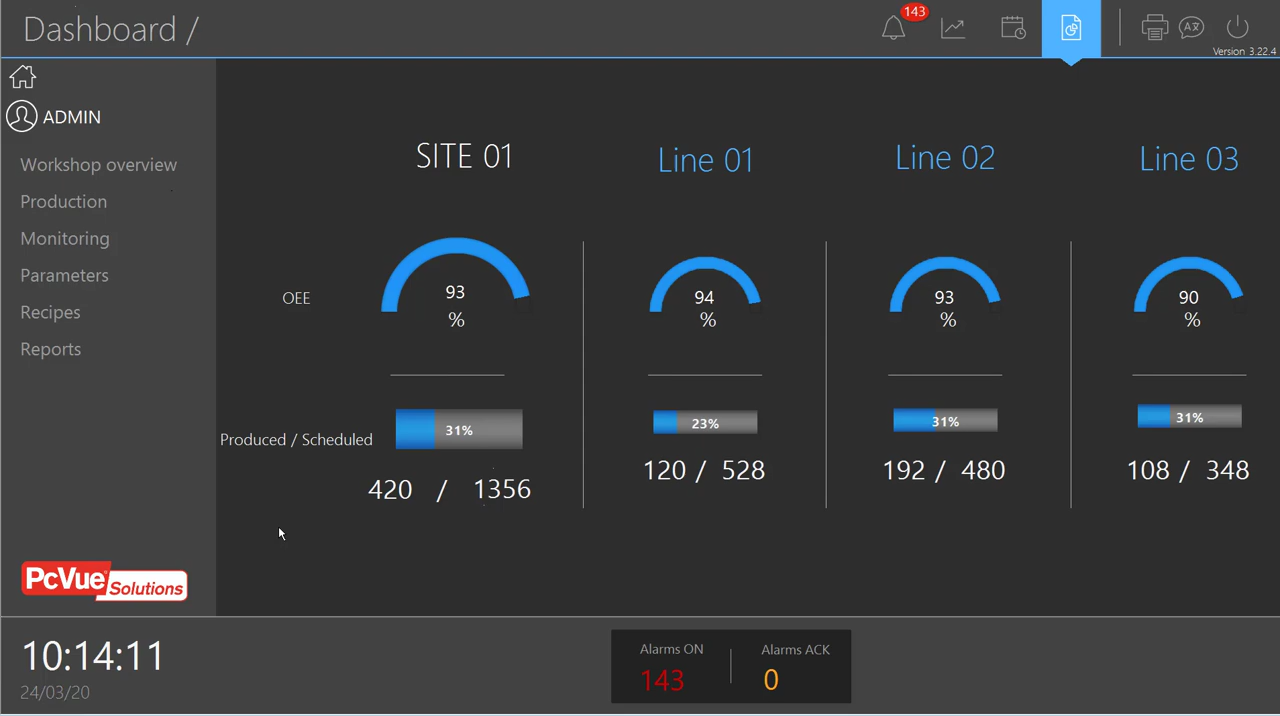 Dashboard /
143
Version 3.22.4
ADMIN
Workshop overview
Production
Monitoring
Parameters
Recipes
Reports
SITE 01
Line 01
Line 02
Line 03
OEE
93
%
94
%
93
%
90
%
Produced / Scheduled
31%
23%
31%
31%
420 / 1356
120 / 528
192 / 480
108 / 348
PcVue Solutions
10:14:11
24/03/20
Alarms ON
143
Alarms ACK
0